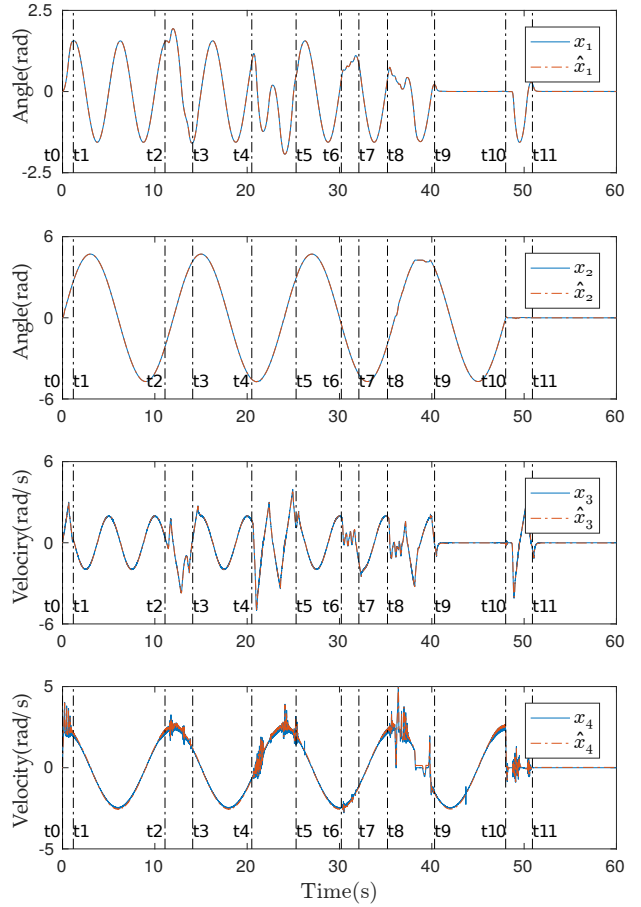 2.5
0
-2.5
Angle(rad)
x₁
x̂₁
t0 t1 t2 t3 t4 t5 t6 t7 t8 t9 t10 t11
0 10 20 30 40 50 60
6
0
-6
Angle(rad)
x₂
x̂₂
t0 t1 t2 t3 t4 t5 t6 t7 t8 t9 t10 t11
0 10 20 30 40 50 60
6
0
-6
Velociry(rad/s)
x₃
x̂₃
t0 t1 t2 t3 t4 t5 t6 t7 t8 t9 t10 t11
0 10 20 30 40 50 60
5
0
-5
Velocity(rad/s)
x₄
x̂₄
t0 t1 t2 t3 t4 t5 t6 t7 t8 t9 t10 t11
0 10 20 30 40 50 60
Time(s)